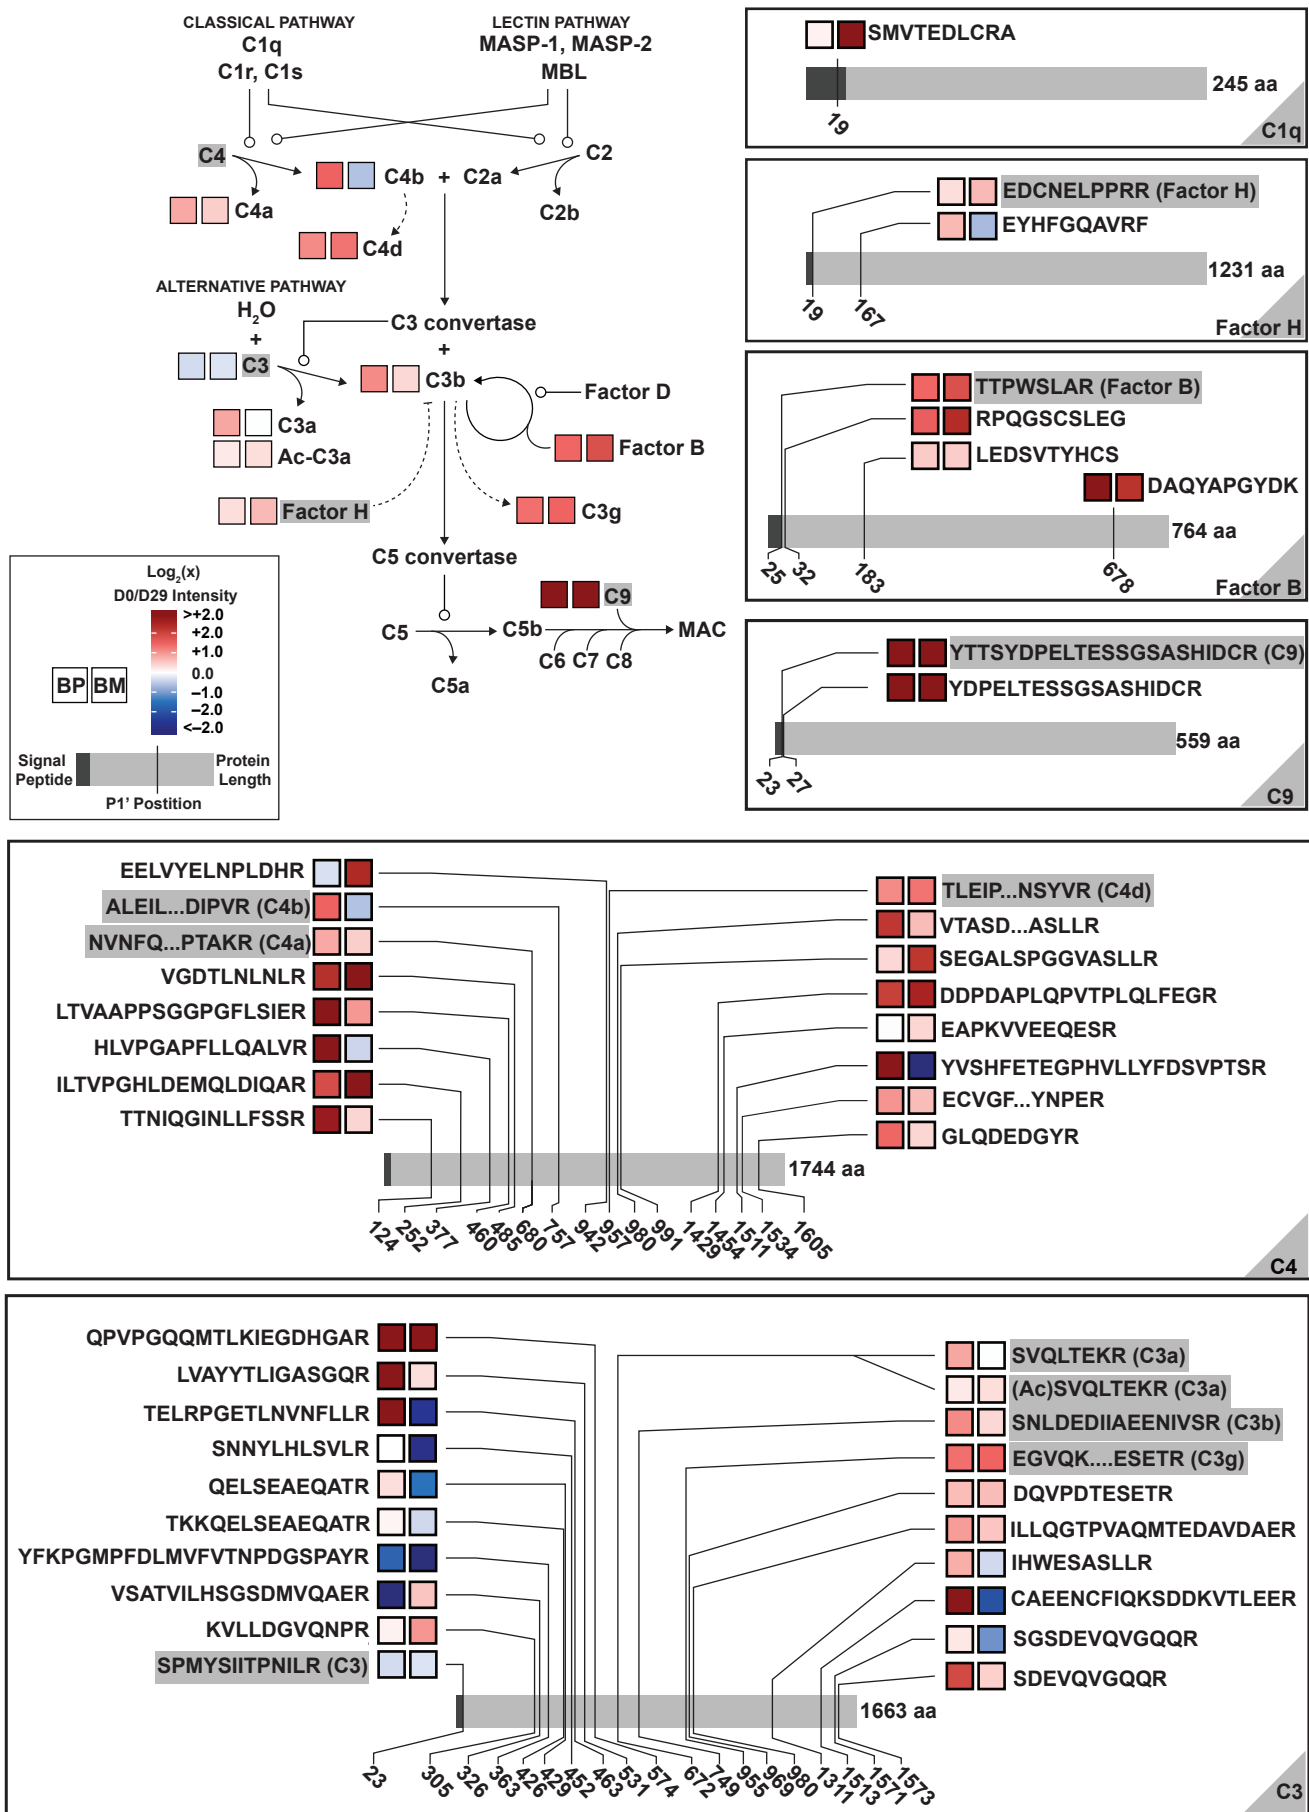 CLASSICAL PATHWAY
C1q
C1r, C1s
LECTIN PATHWAY
MASP-1, MASP-2
MBL
C4
C4b + C2a
C2
C4a
C2b
C4d
ALTERNATIVE PATHWAY
H2O
+
C3
C3 convertase
+
C3b
Factor D
C3a
Ac-C3a
Factor B
Factor H
C3g
C5 convertase
C9
C5
C5b
MAC
C6 C7 C8
C5a
Log2(x)
D0/D29 Intensity
>+2.0
+2.0
+1.0
0.0
−1.0
−2.0
<−2.0
BP BM
Signal Peptide
Protein Length
P1' Postition
SMVTEDLCRA
245 aa
19
C1q
EDCNELPPRR (Factor H)
EYHFGQAVRF
1231 aa
19 167
Factor H
TTPWSLAR (Factor B)
RPQGSCSLEG
LEDSVTYHCS
DAQYAPGYDK
764 aa
25 32 183 678
Factor B
YTTSYDPELTESSGSASHIDCR (C9)
YDPELTESSGSASHIDCR
559 aa
23 27
C9
EELVYELNPLDHR
ALEIL...DIPVR (C4b)
NVNFQ...PTAKR (C4a)
VGDTLNLNLR
LTVAAPPSGGPGFLSIER
HLVPGAPFLLQALVR
ILTVPGHLDEMQLDIQAR
TTNIQGINLLFSSR
TLEIP...NSYVR (C4d)
VTASD...ASLLR
SEGALSPGGVASLLR
DDPDAPLQPVTPLQLFEGR
EAPKVVEEQESR
YVSHFETEGPHVLLYFDSVPTSR
ECVGF...YNPER
GLQDEDGYR
1744 aa
124 252 377 460 485 680 757 942 957 980 991 1429 1454 1511 1534 1605
C4
QPVPGQQMTLKIEGDHGAR
LVAYYTLIGASGQR
TELRPGETLNVNFLLR
SNNYLHLSVLR
QELSEAEQATR
TKKQELSEAEQATR
YFKPGMPFDLMVFVTNPDGSPAYR
VSATVILHSGSDMVQAER
KVLLDGVQNPR
SPMYSIITPNILR (C3)
SVQLTEKR (C3a)
(Ac)SVQLTEKR (C3a)
SNLDEDIIAEENIVSR (C3b)
EGVQK....ESETR (C3g)
DQVPDTESETR
ILLQGTPVAQMTEDAVDAER
IHWESASLLR
CAEENCFIQKSDDKVTLEER
SGSDEVQVGQQR
SDEVQVGQQR
1663 aa
23 305 326 363 426 429 452 463 531 574 672 749 955 969 980 1311 1513 1571 1573
C3